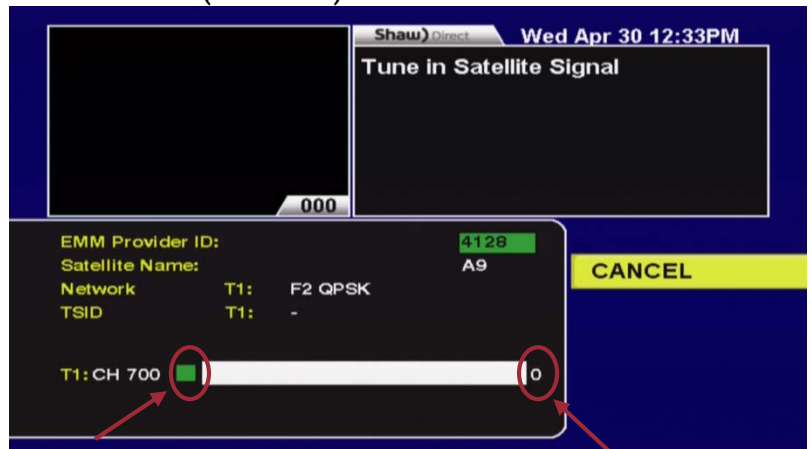 Shaw) Direct
Wed Apr 30 12:33PM
Tune in Satellite Signal
000
EMM Provider ID: 4128
Satellite Name: A9
Network T1: F2 QPSK
TSID T1: -
CANCEL
T1: CH 700 0